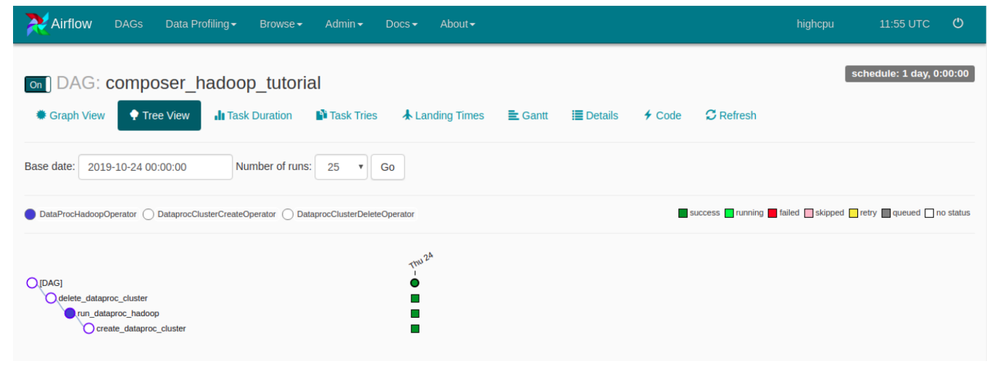 Airflow DAGs Data Profiling Browse Admin Docs About highcpu 11:55 UTC
On DAG: composer_hadoop_tutorial schedule: 1 day, 0:00:00
Graph View Tree View Task Duration Task Tries Landing Times Gantt Details Code Refresh
Base date: 2019-10-24 00:00:00 Number of runs: 25 Go
DataProcHadoopOperator DataprocClusterCreateOperator DataprocClusterDeleteOperator success running failed skipped retry queued no status
Thu 24
[DAG]
delete_dataproc_cluster
run_dataproc_hadoop
create_dataproc_cluster